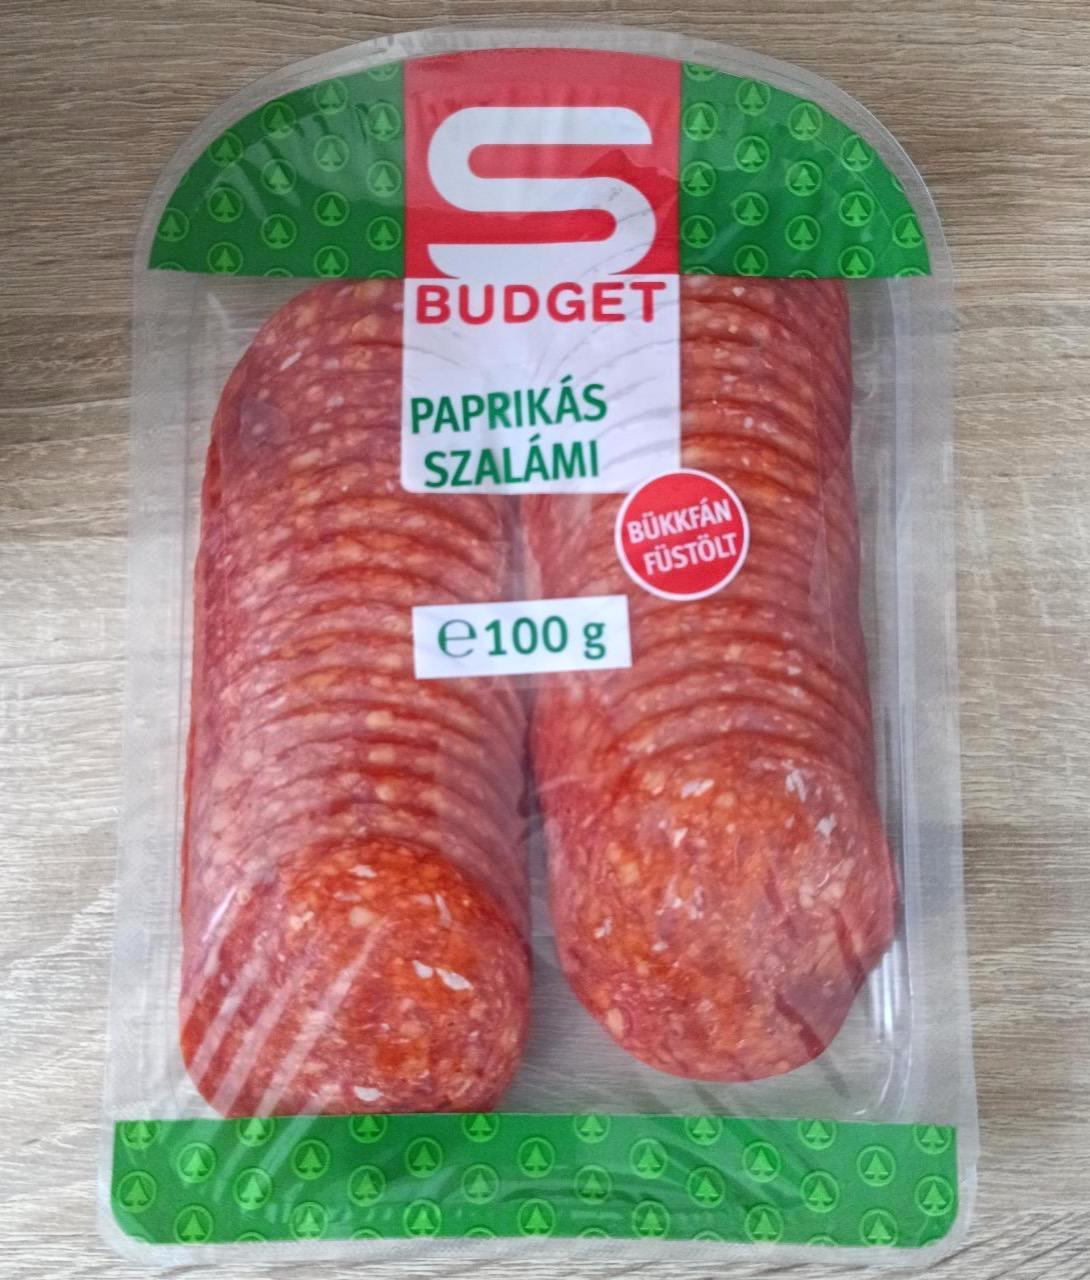 S
BUDGET
PAPRIKÁS
SZALÁMI
BÜKKFÁN
FÜSTÖLT
℮100 g